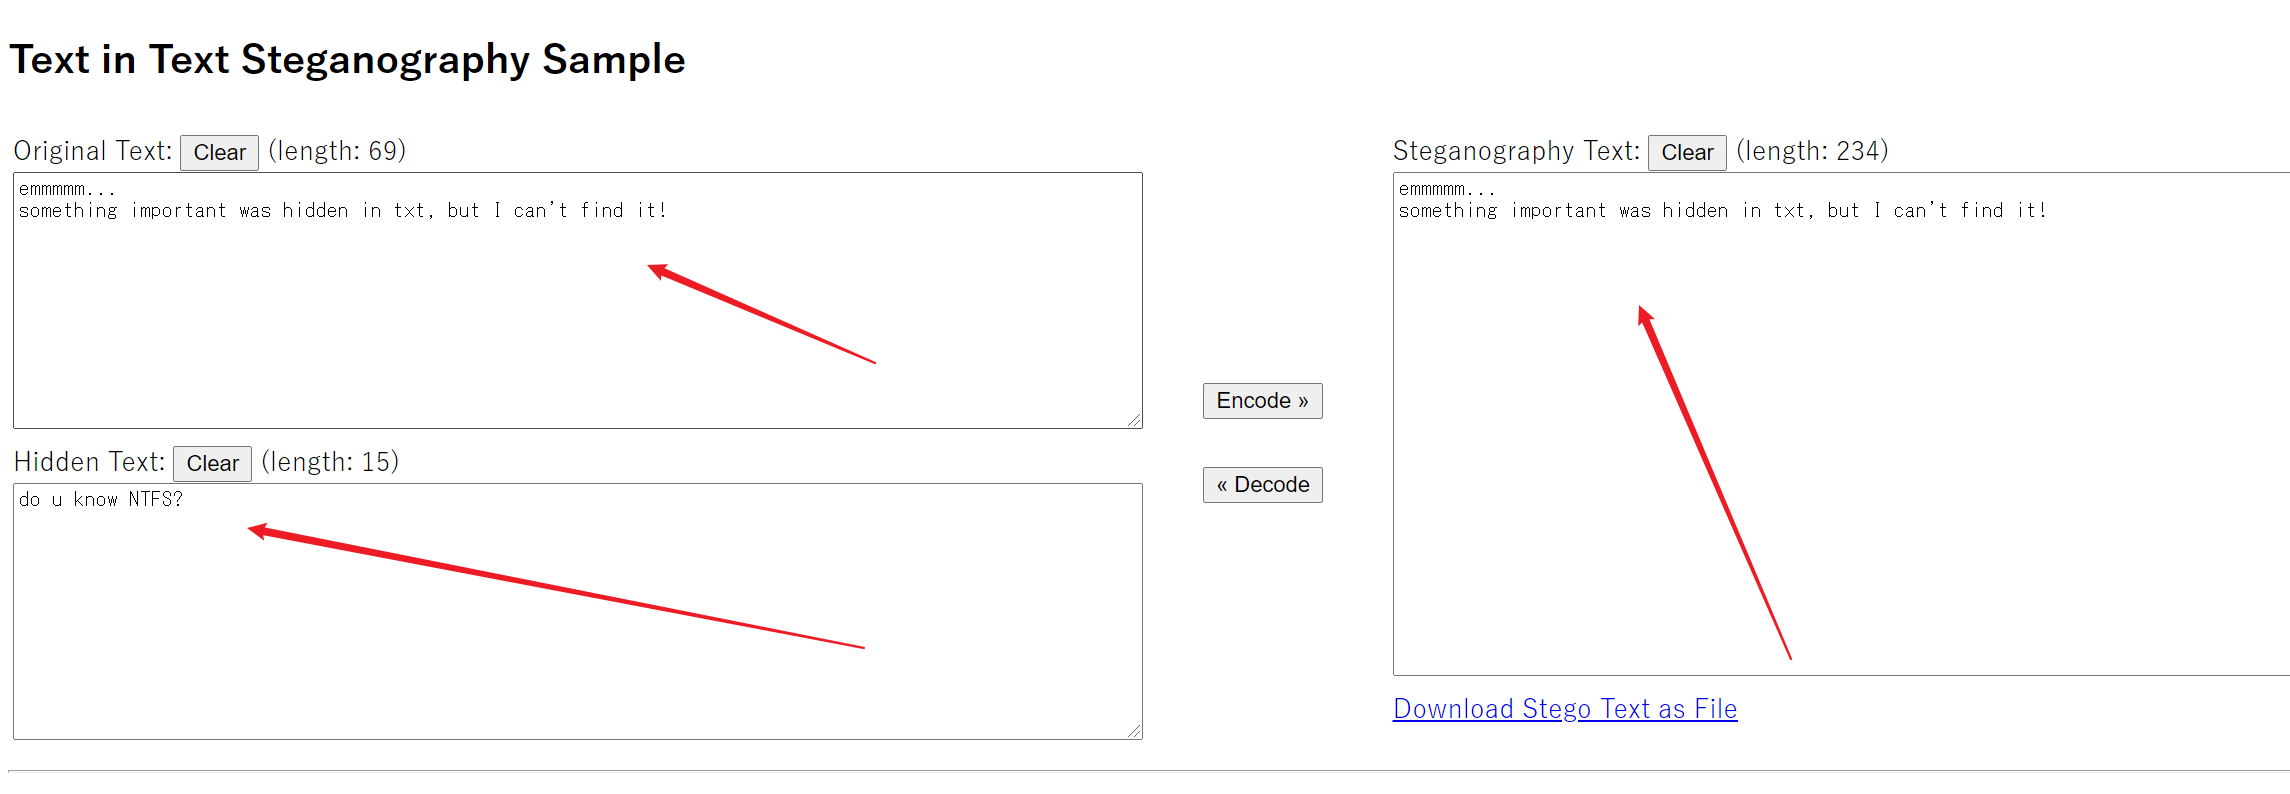 Text in Text Steganography Sample
Original Text: Clear (length: 69)
emmmmm...
something important was hidden in txt, but I can't find it!
Hidden Text: Clear (length: 15)
do u know NTFS?
Encode »
« Decode
Steganography Text: Clear (length: 234)
emmmmm...
something important was hidden in txt, but I can't find it!
Download Stego Text as File